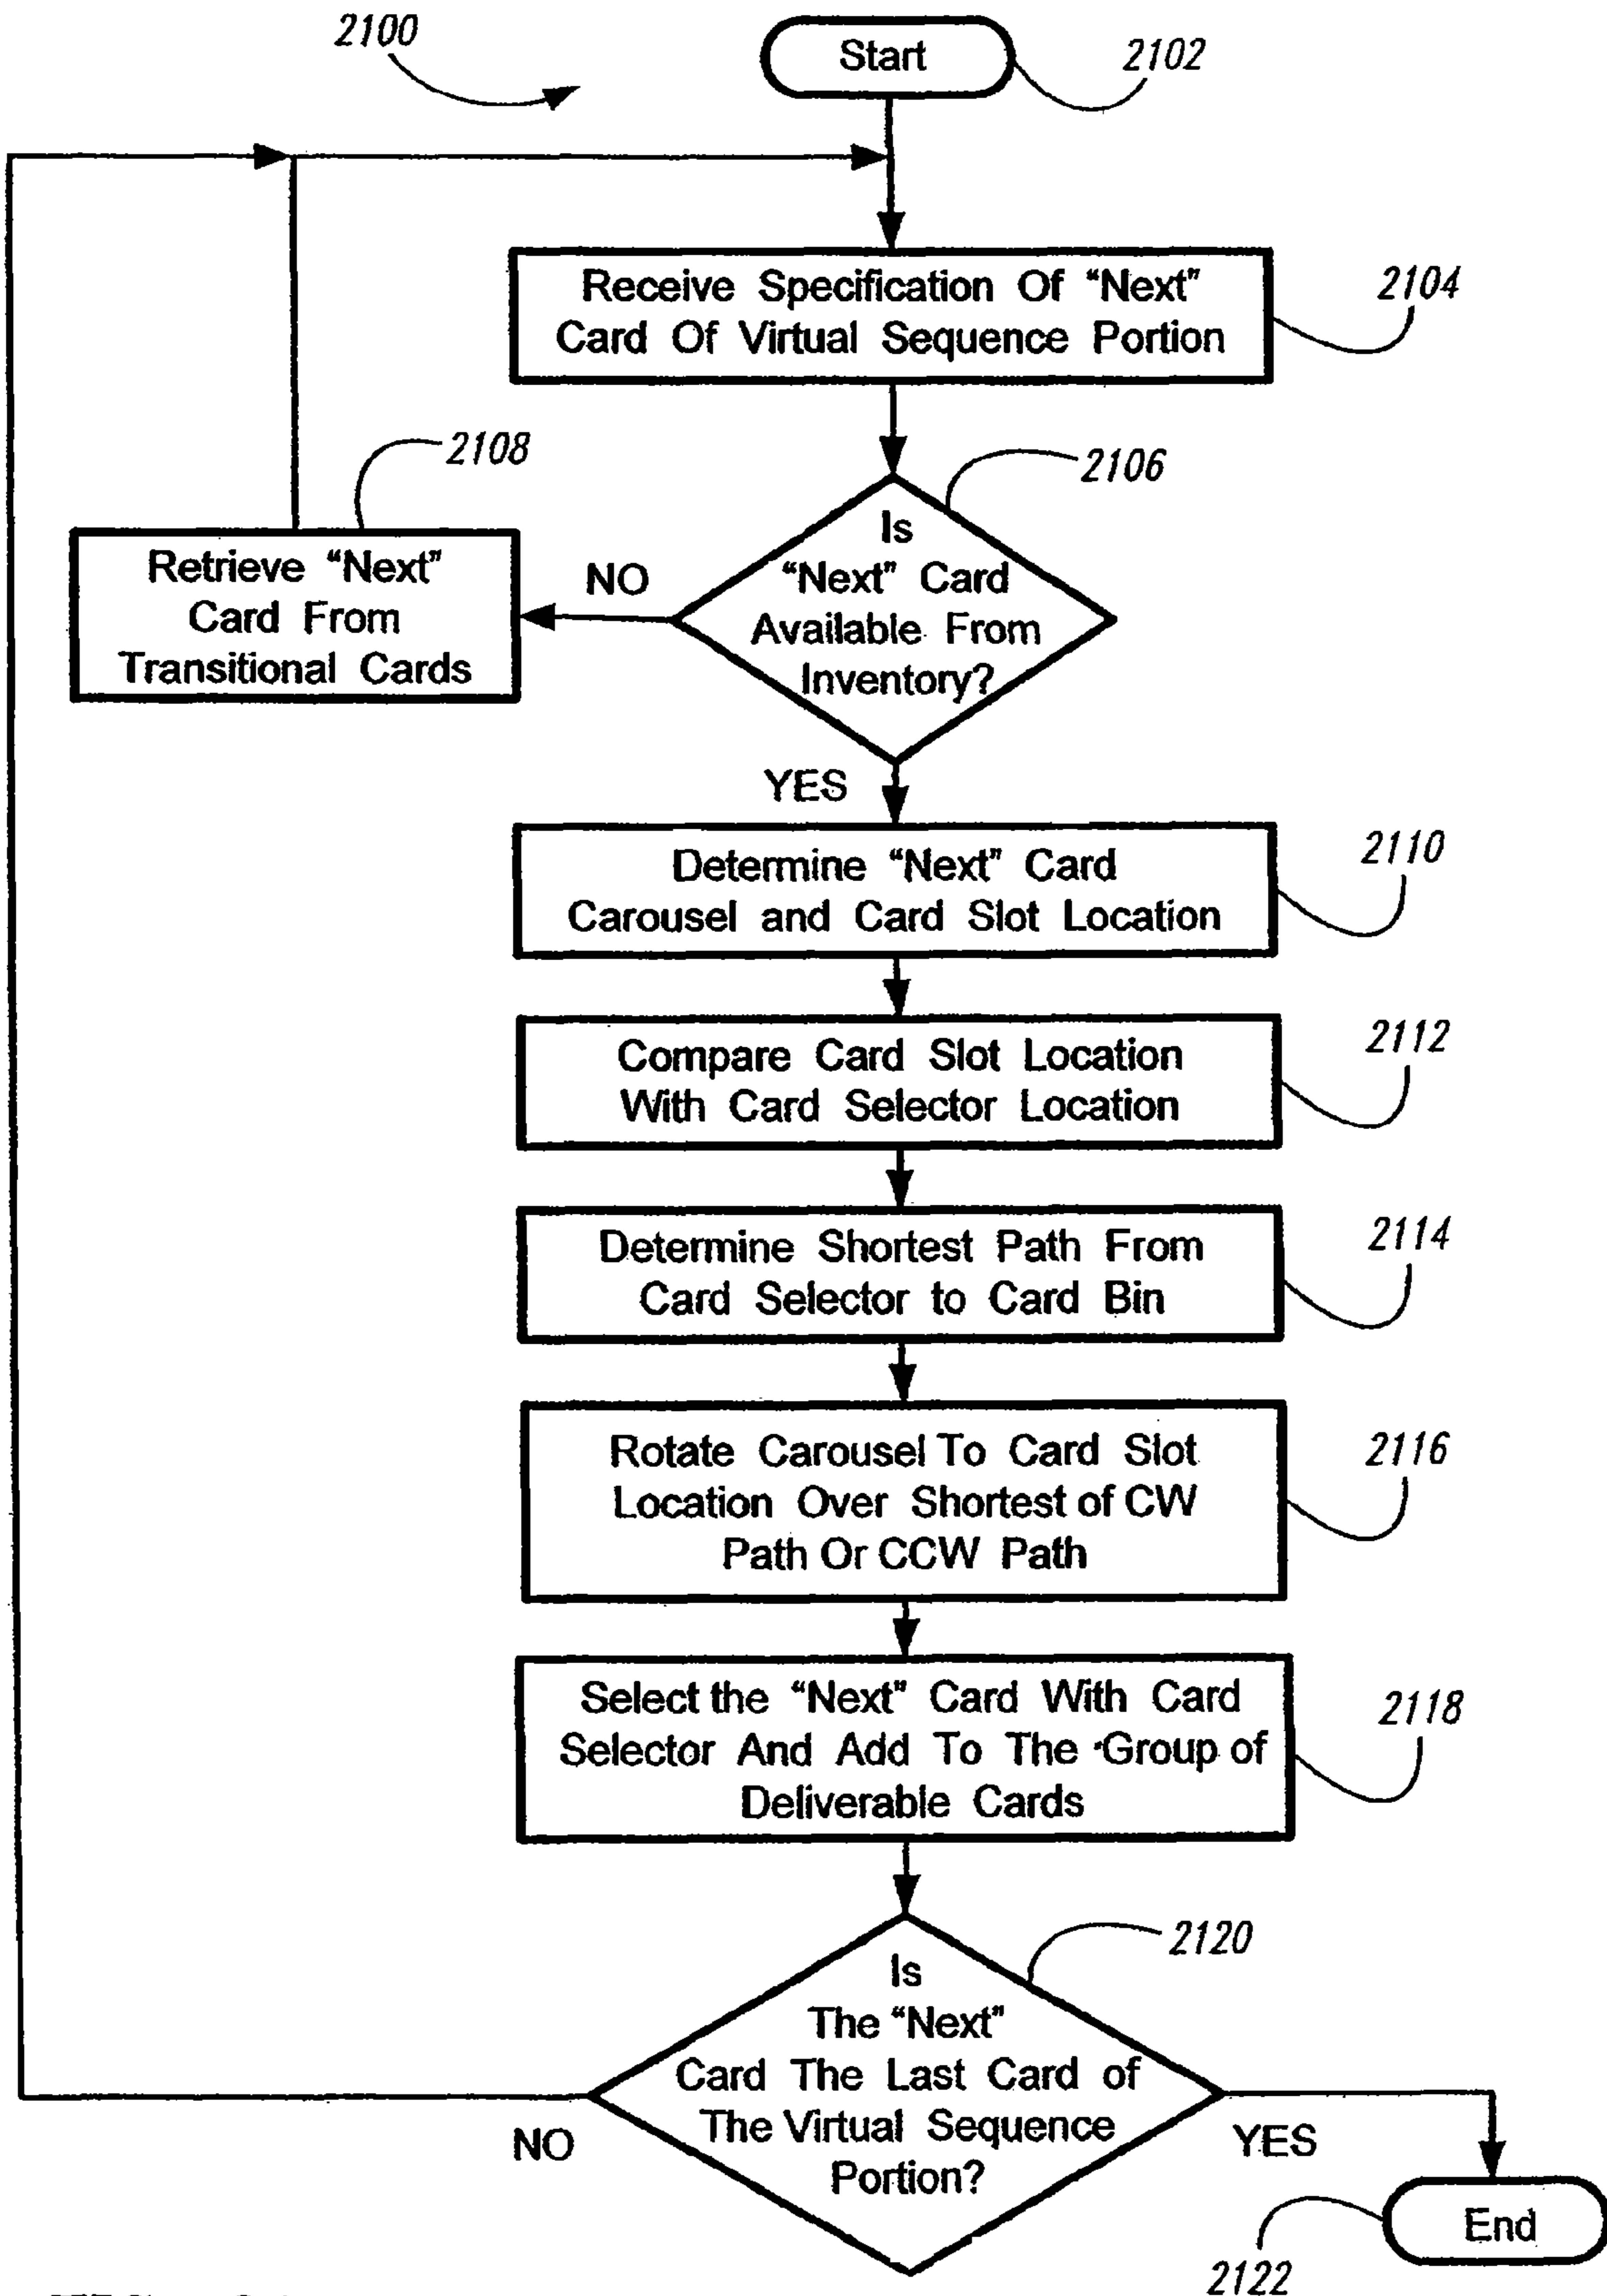 2100
Start
2102
Receive Specification Of “Next”
Card Of Virtual Sequence Portion
2104
2108
2106
Retrieve “Next”
Card From
Transitional Cards
NO
Is
“Next” Card
Available From
Inventory?
YES
Determine “Next” Card
Carousel and Card Slot Location
2110
Compare Card Slot Location
With Card Selector Location
2112
Determine Shortest Path From
Card Selector to Card Bin
2114
Rotate Carousel To Card Slot
Location Over Shortest of CW
Path Or CCW Path
2116
Select the “Next” Card With Card
Selector And Add To The Group of
Deliverable Cards
2118
2120
Is
The “Next”
Card The Last Card of
The Virtual Sequence
Portion?
NO
YES
End
2122